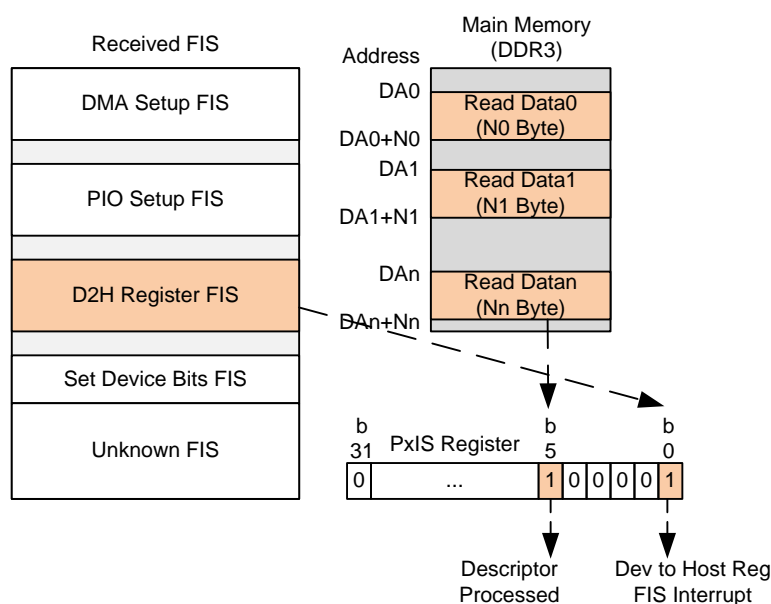 Received FIS
DMA Setup FIS
PIO Setup FIS
D2H Register FIS
Set Device Bits FIS
Unknown FIS
Main Memory
(DDR3)
Address
DA0
Read Data0
(N0 Byte)
DA0+N0
DA1
Read Data1
(N1 Byte)
DA1+N1
DAn
Read Datan
(Nn Byte)
DAn+Nn
b
31
PxIS Register
b
5
b
0
0 ... 1 0 0 0 0 1
Descriptor
Processed
Dev to Host Reg
FIS Interrupt